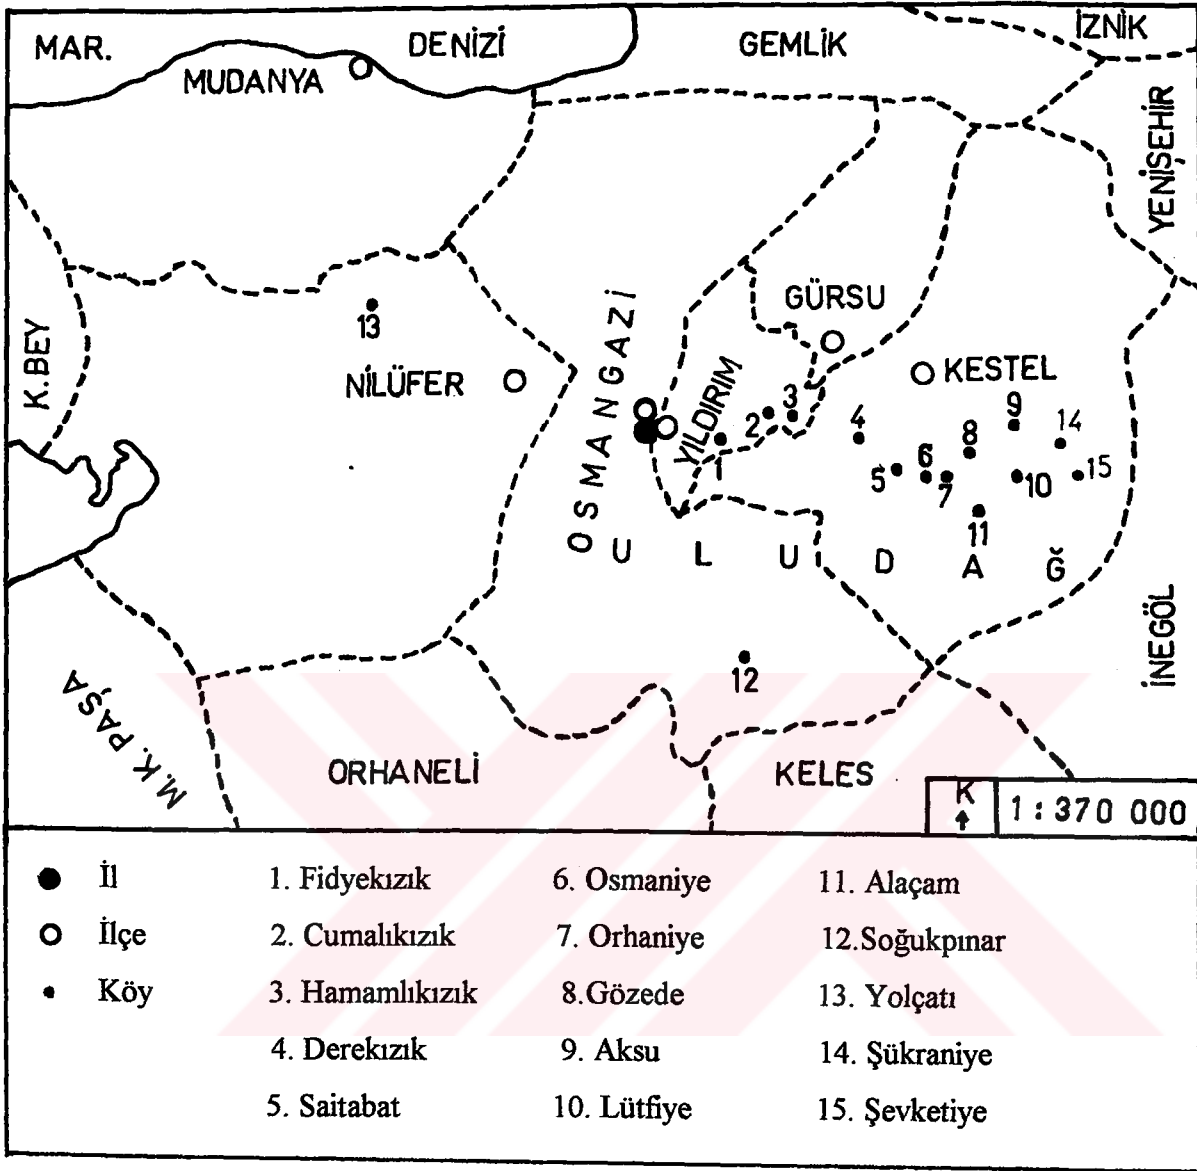 MAR. DENİZİ GEMLİK İZNİK
MUDANYA
YENİŞEHİR
13
K.BEY
NİLÜFER
OSMANGAZİ
YILDIRIM
GÜRSU
KESTEL
1 2 3 4 5 6 7 8 9 10 11 14 15
U L U D A Ğ
12
İNEGÖL
M.K. PAŞA
ORHANELİ
KELES
K
1 : 370 000
İl
İlçe
Köy
1. Fidyekızık
2. Cumalıkızık
3. Hamamlıkızık
4. Derekızık
5. Saitabat
6. Osmaniye
7. Orhaniye
8.Gözede
9. Aksu
10. Lütfiye
11. Alaçam
12.Soğukpınar
13. Yolçatı
14. Şükraniye
15. Şevketiye